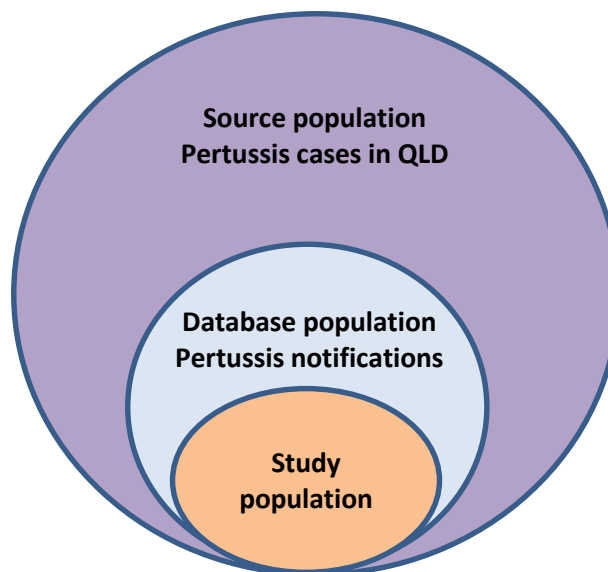 Source population
Pertussis cases in QLD
Database population
Pertussis notifications
Study
population